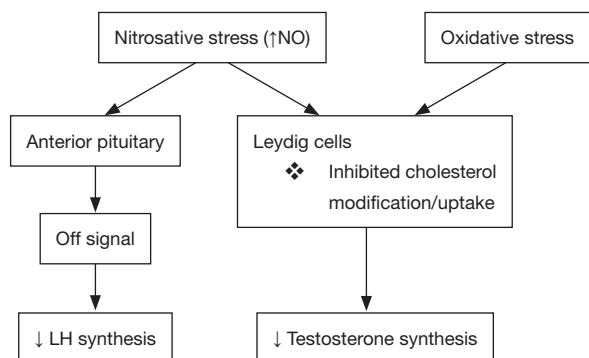 Nitrosative stress (↑NO)
Oxidative stress
Anterior pituitary
Leydig cells
❖ Inhibited cholesterol
modification/uptake
Off signal
↓ LH synthesis
↓ Testosterone synthesis